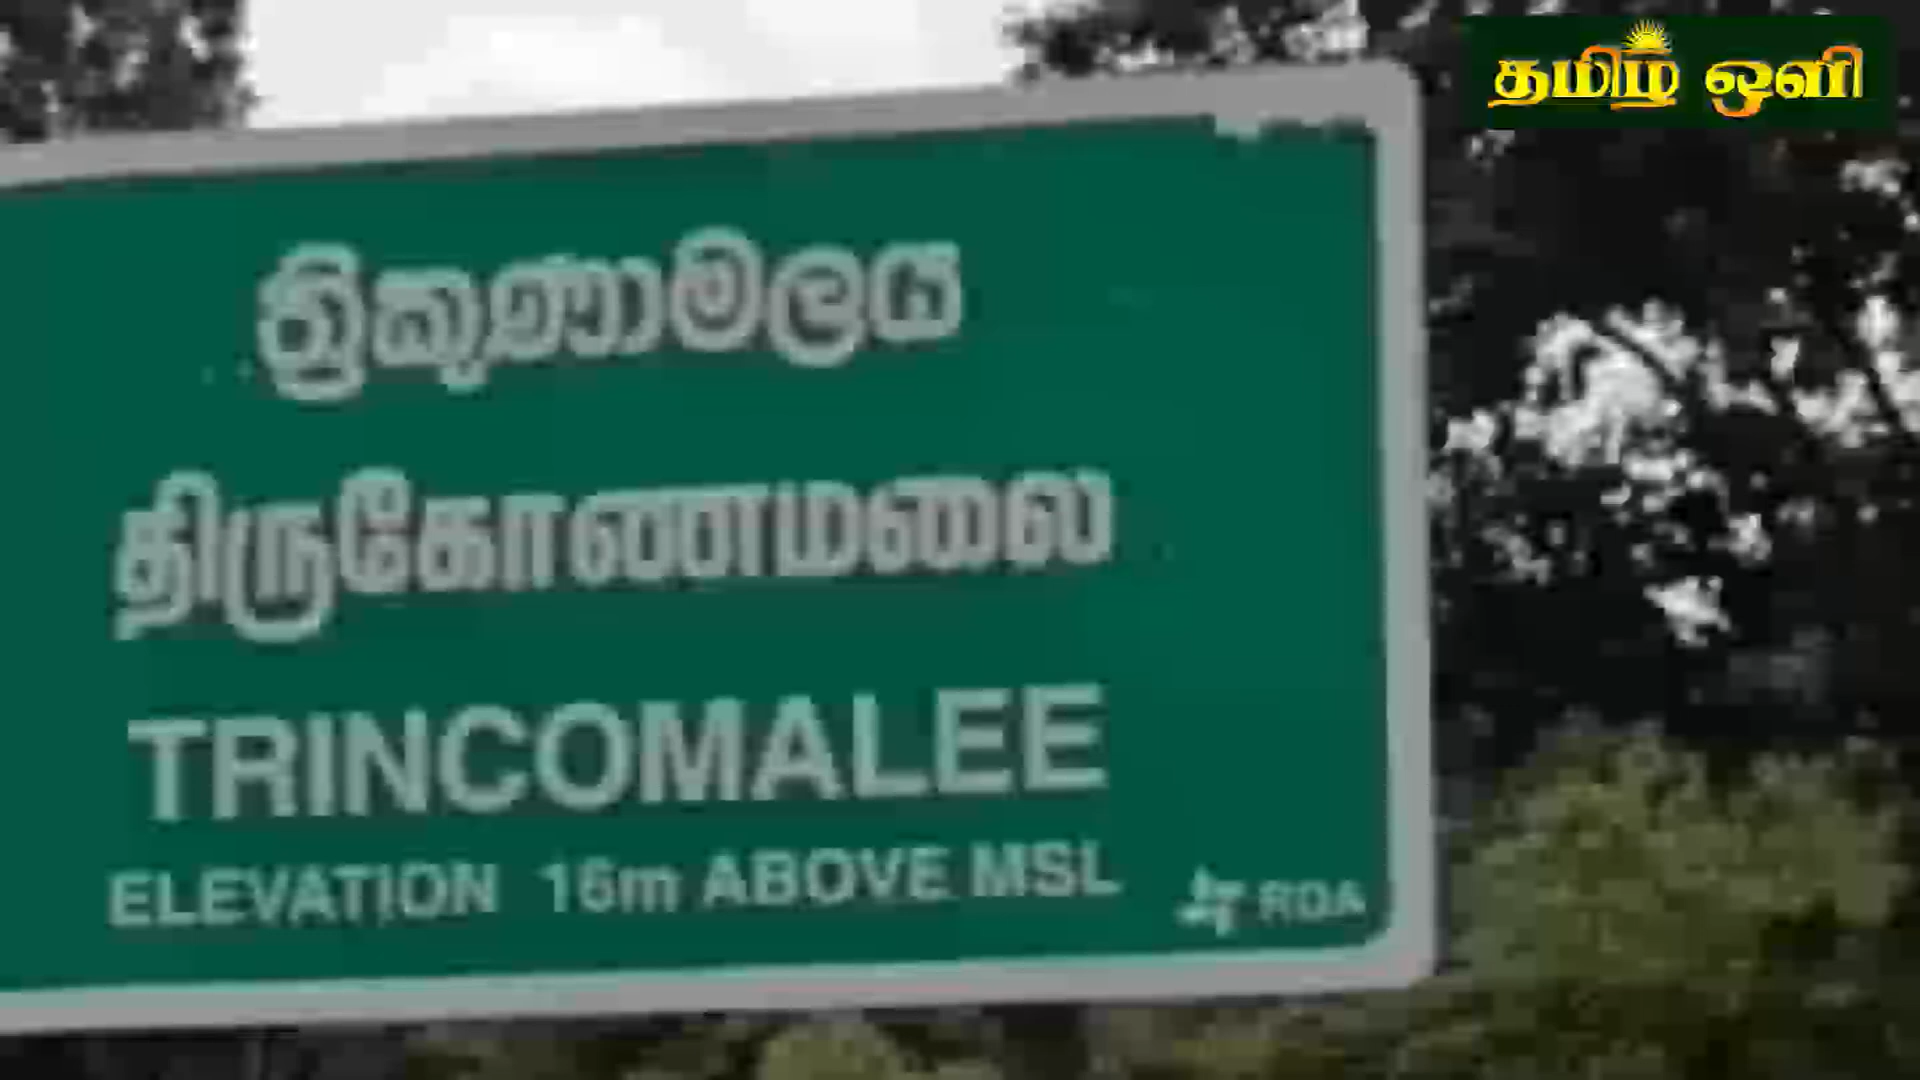 தமிழ் ஒளி
ත්‍රිකුණාමලය
திருகோணமலை
TRINCOMALEE
ELEVATION 16m ABOVE MSL
RDA